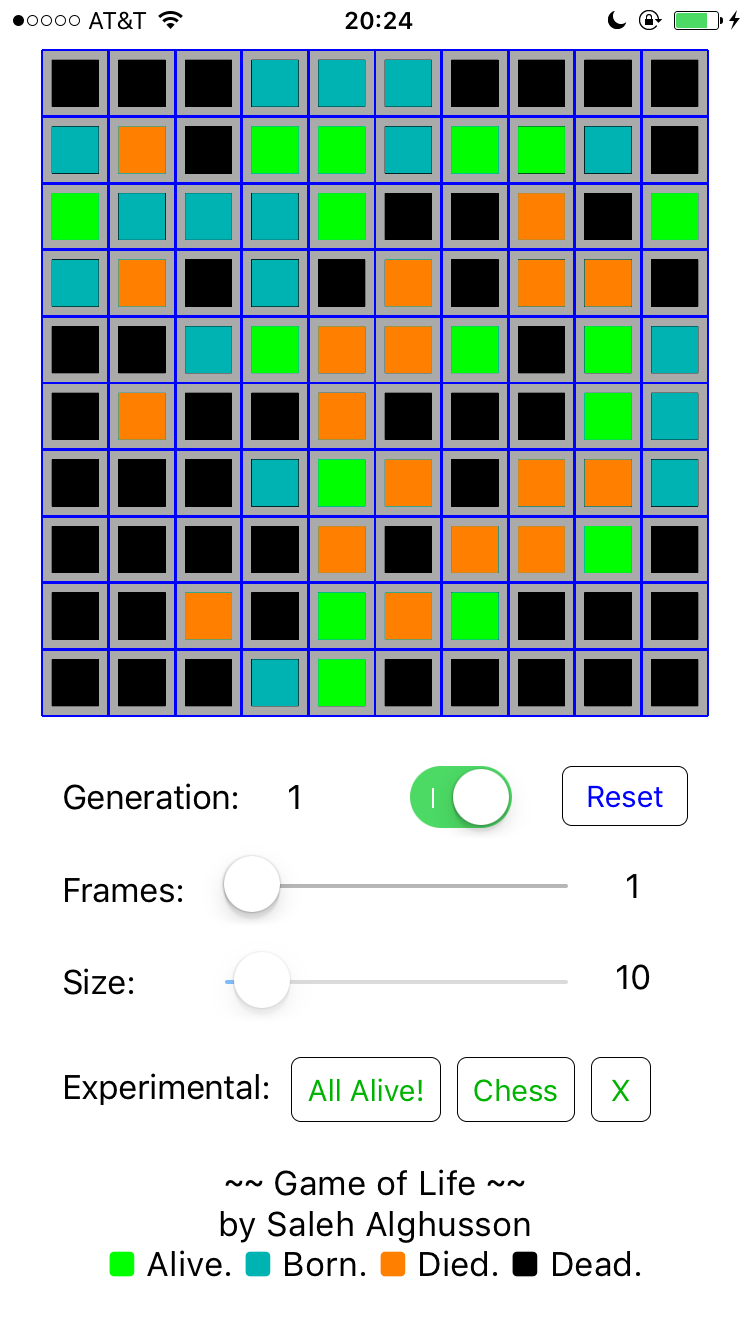 AT&T 20:24
Generation: 1 Reset
Frames: 1
Size: 10
Experimental: All Alive! Chess X
~~ Game of Life ~~
by Saleh Alghusson
Alive. Born. Died. Dead.